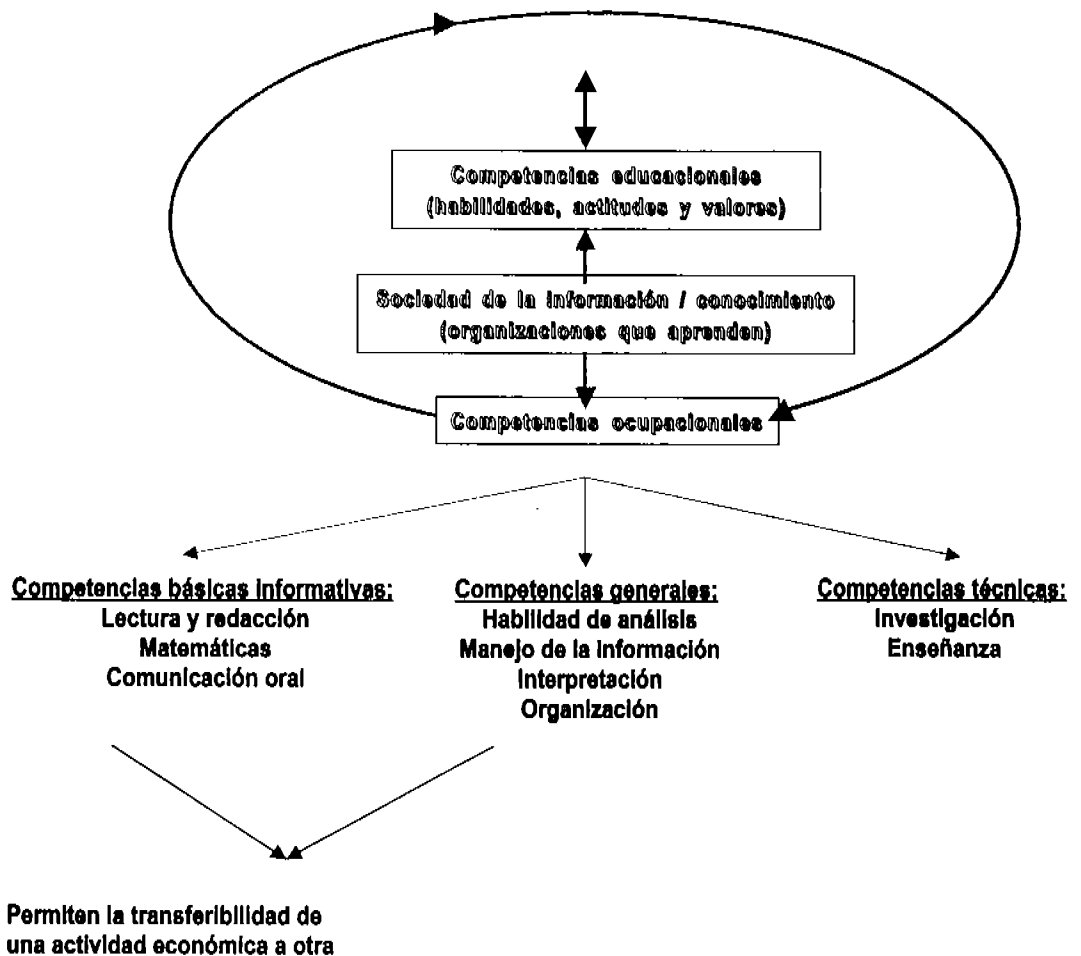 Competencias educacionales
(habilidades, actitudes y valores)
Sociedad de la información / conocimiento
(organizaciones que aprenden)
Competencias ocupacionales
Competencias básicas informativas:
Lectura y redacción
Matemáticas
Comunicación oral
Competencias generales:
Habilidad de análisis
Manejo de la información
Interpretación
Organización
Competencias técnicas:
Investigación
Enseñanza
Permiten la transferibilidad de
una actividad económica a otra